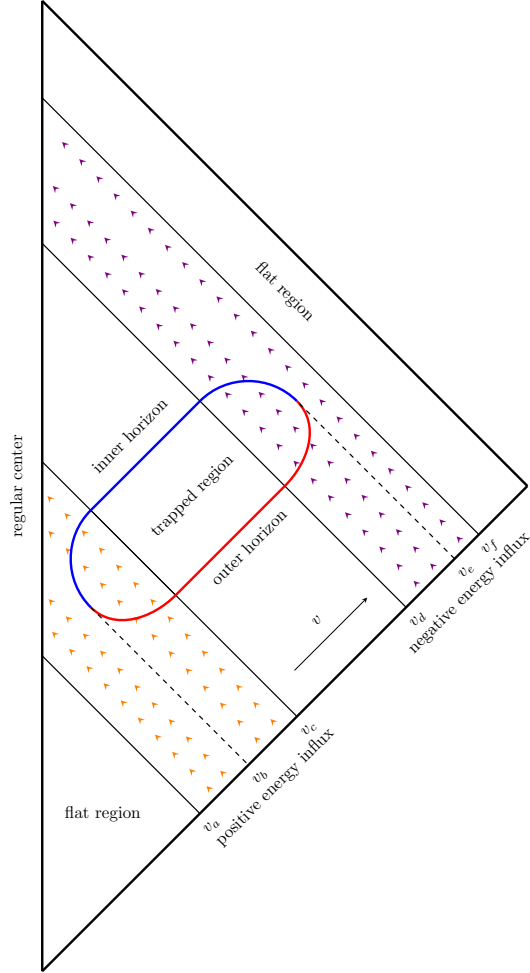 flat region
regular center
inner horizon
trapped region
outer horizon
v
v_f
v_e
v_d
negative energy influx
v_c
v_b
v_a
positive energy influx
flat region